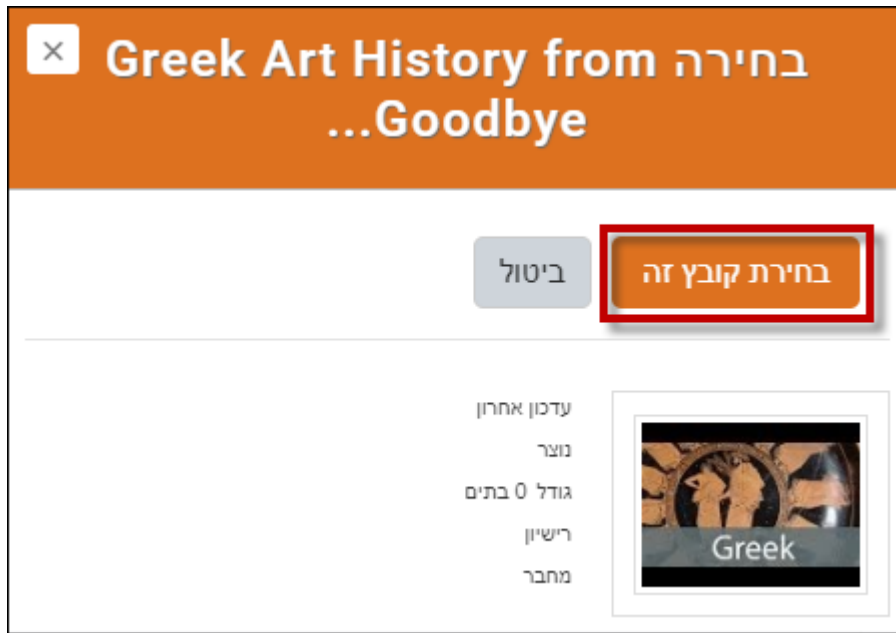 ×
בחירה Greek Art History from
Goodbye...
בחירת קובץ זה
ביטול
עדכון אחרון
נוצר
גודל 0 בתים
רישיון
מחבר
Greek